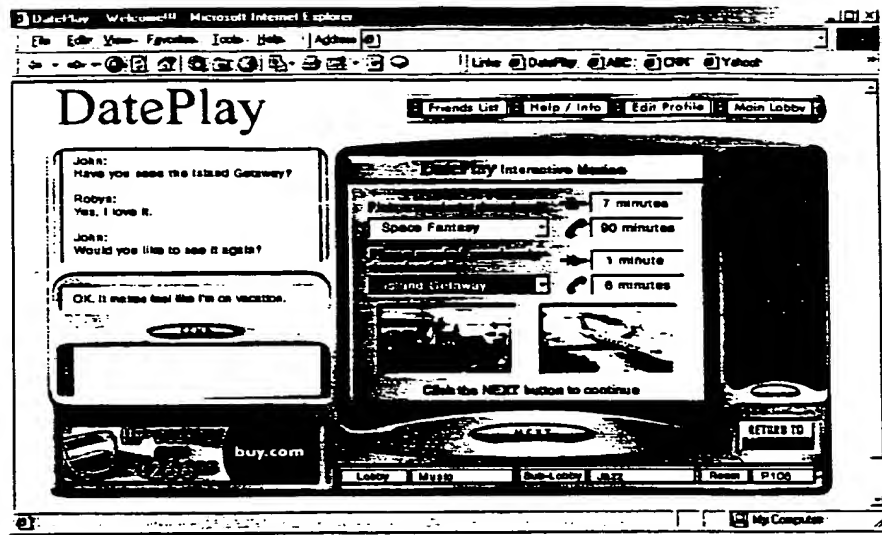 DatePlay Welcome!!! Microsoft Internet Explorer
File Edit View Favorites Tools Help Address
Links DatePlay ABC Yahoo!
DatePlay
Friends List Help / Info Edit Profile Main Lobby
John:
Have you seen the Island Getaway?
Robyn:
Yes, I love it.
John:
Would you like to see it again?
OK. It makes feel like I'm on vacation.
SEND
buy.com
DatePlay Interactive Movies
7 minutes
Space Fantasy
90 minutes
1 minute
Island Getaway
6 minutes
Click the NEXT button to continue
NEXT
RETURN TO
Lobby Music Sub-Lobby Jazz Room P106
My Computer